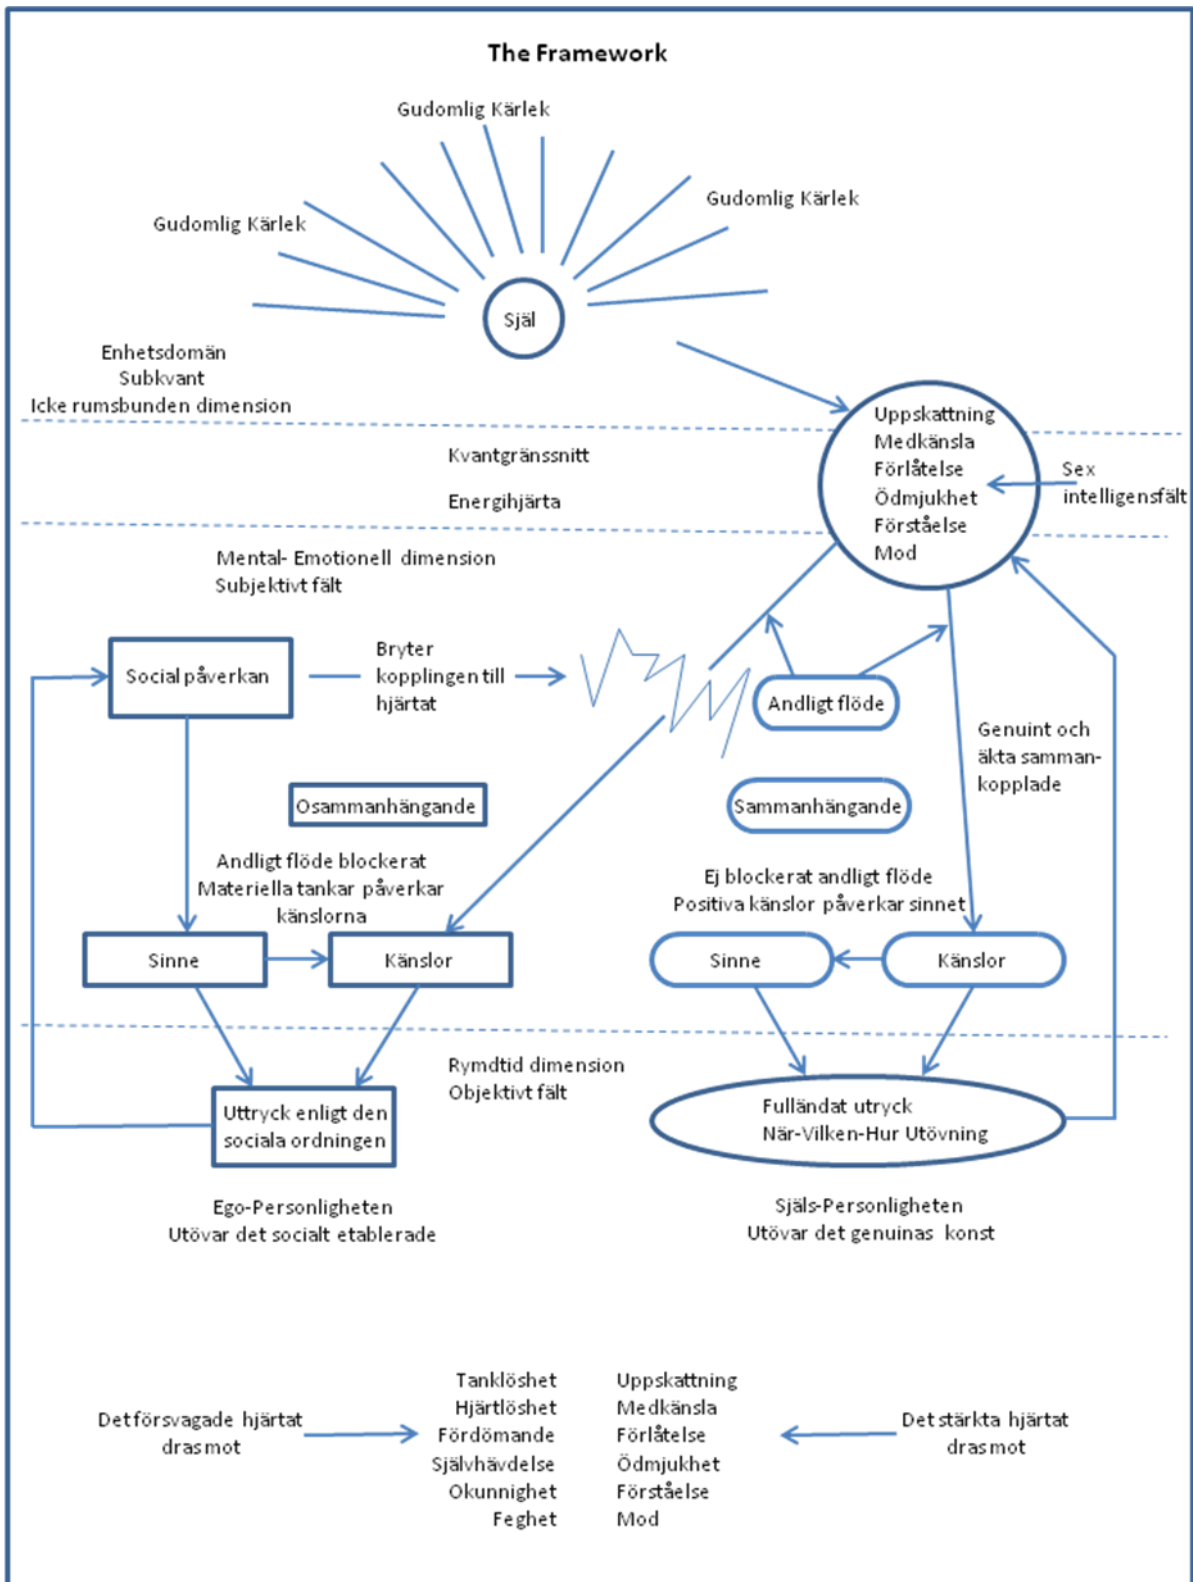 The Framework
Gudomlig Kärlek
Gudomlig Kärlek
Gudomlig Kärlek
Själ
Enhetsdomän
Subkvant
Icke rumsbunden dimension
Uppskattning
Medkänsla
Förlåtelse
Ödmjukhet
Förståelse
Mod
Sex
intelligensfält
Kvantgränssnitt
Energihjärta
Mental- Emotionell dimension
Subjektivt fält
Social påverkan
Bryter
kopplingen till
hjärtat
Andligt flöde
Genuint och
äkta samman-
kopplade
Osammanhängande
Sammanhängande
Andligt flöde blockerat
Materiella tankar påverkar
känslorna
Ej blockerat andligt flöde
Positiva känslor påverkar sinnet
Sinne
Känslor
Sinne
Känslor
Rymdtid dimension
Objektivt fält
Uttryck enligt den
sociala ordningen
Fulländat utryck
När-Vilken-Hur Utövning
Ego-Personligheten
Utövar det socialt etablerade
Själs-Personligheten
Utövar det genuinas konst
Det försvagade hjärtat
dras mot
Tanklöshet
Hjärtlöshet
Fördömande
Självhävdelse
Okunnighet
Feghet
Uppskattning
Medkänsla
Förlåtelse
Ödmjukhet
Förståelse
Mod
Det stärkta hjärtat
dras mot